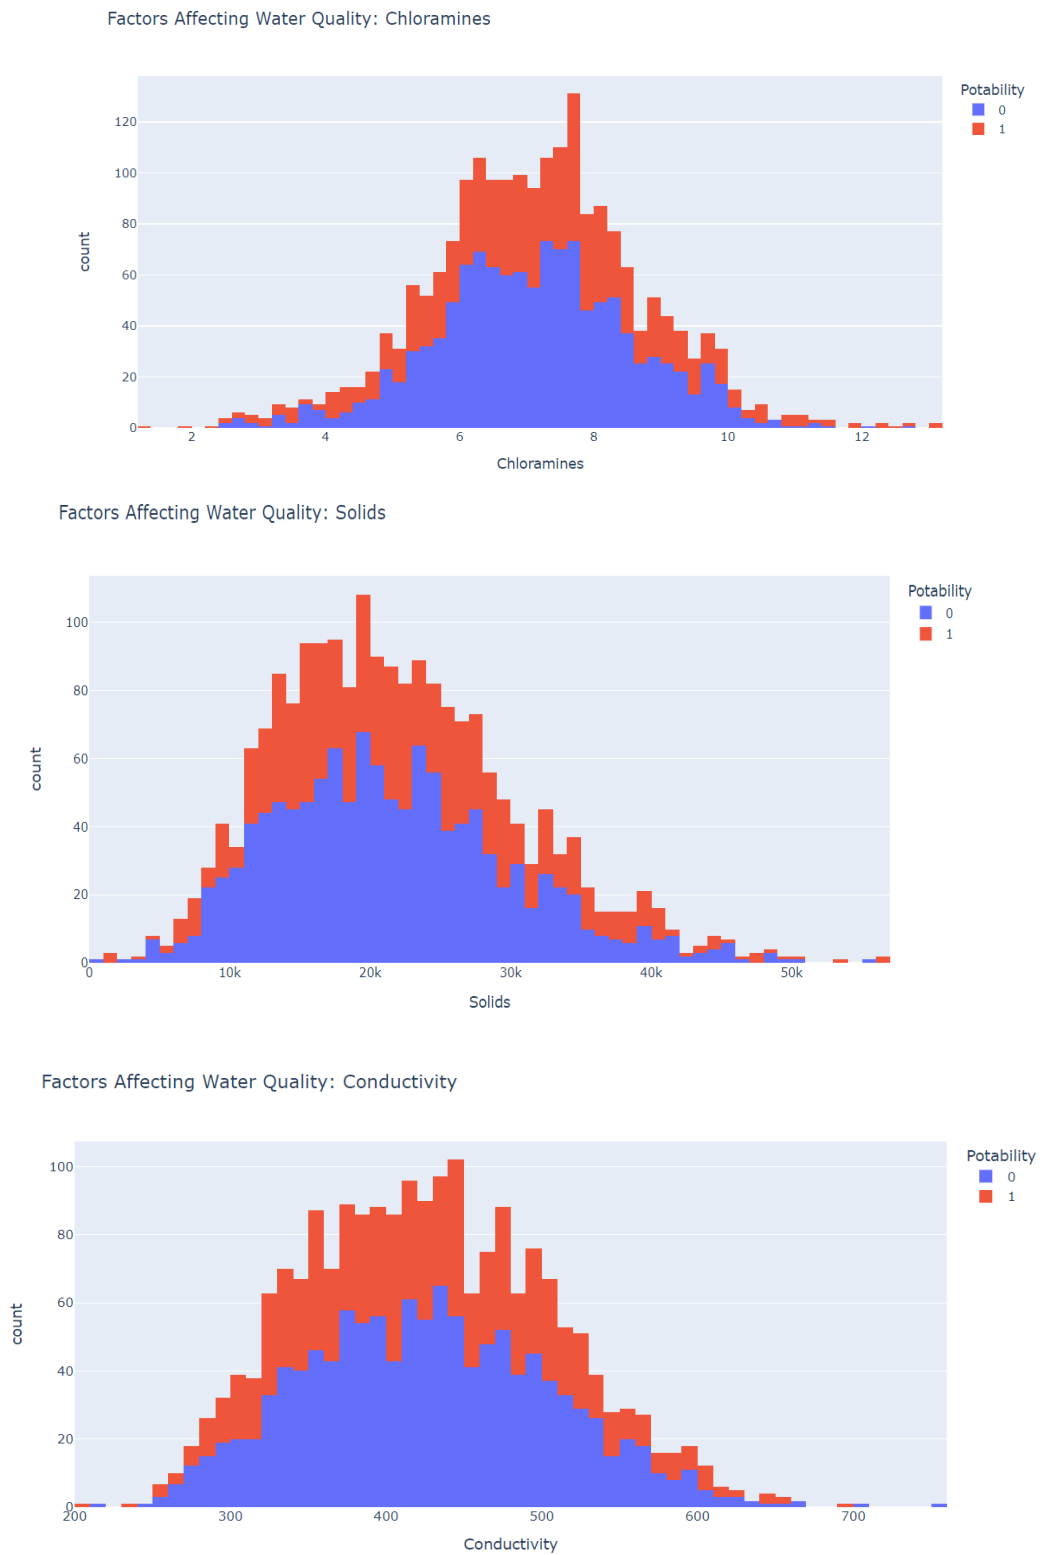 Factors Affecting Water Quality: Chloramines
Potability
0
1
120
100
80
60
40
20
0
count
2 4 6 8 10 12
Chloramines
Factors Affecting Water Quality: Solids
Potability
0
1
100
80
60
40
20
0
count
0 10k 20k 30k 40k 50k
Solids
Factors Affecting Water Quality: Conductivity
Potability
0
1
100
80
60
40
20
0
count
200 300 400 500 600 700
Conductivity